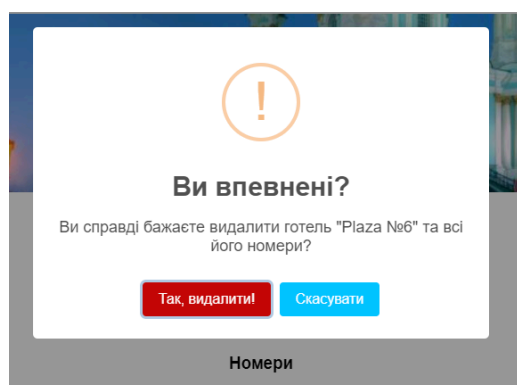 !
Ви впевнені?
Ви справді бажаєте видалити готель "Plaza №6" та всі
його номери?
Так, видалити!
Скасувати
Номери